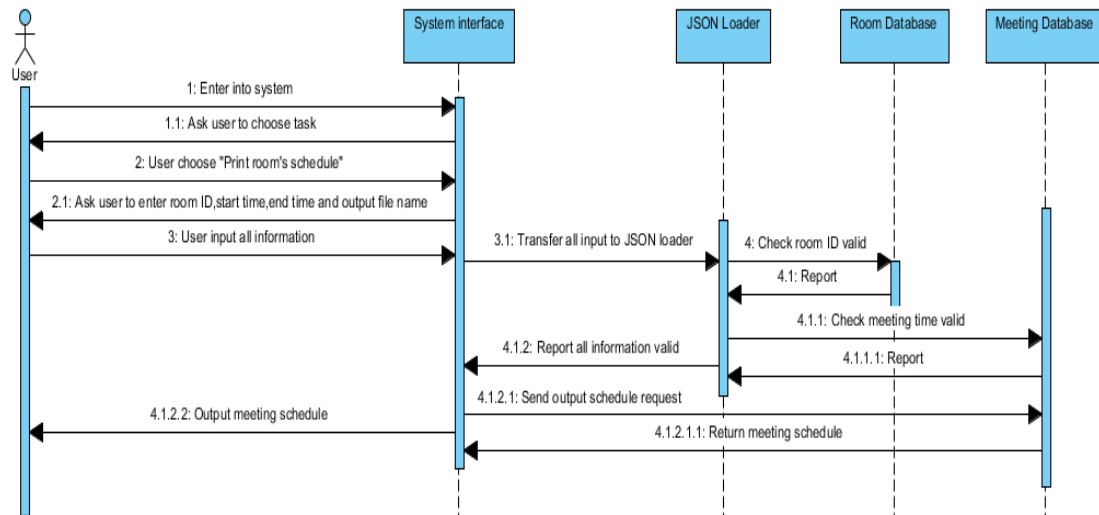 System interface
JSON Loader
Room Database
Meeting Database
User
1: Enter into system
1.1: Ask user to choose task
2: User choose "Print room's schedule"
2.1: Ask user to enter room ID,start time,end time and output file name
3: User input all information
3.1: Transfer all input to JSON loader
4: Check room ID valid
4.1: Report
4.1.1: Check meeting time valid
4.1.2: Report all information valid
4.1.1.1: Report
4.1.2.1: Send output schedule request
4.1.2.2: Output meeting schedule
4.1.2.1.1: Return meeting schedule